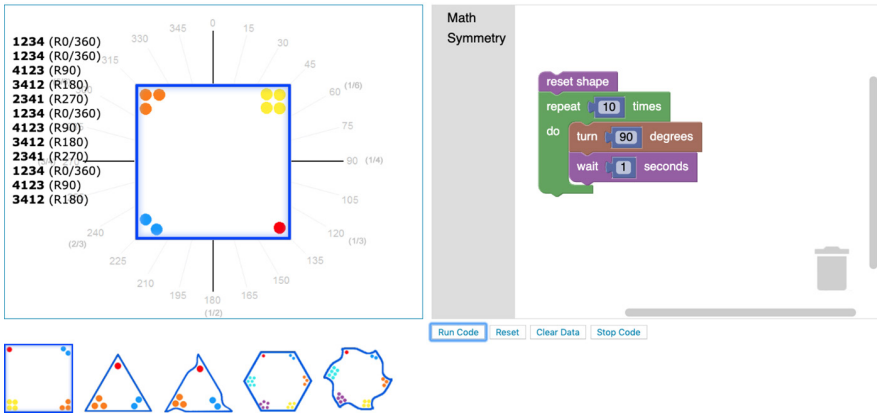 1234 (R0/360)
1234 (R0/360)
4123 (R90)
3412 (R180)
2341 (R270)
1234 (R0/360)
4123 (R90)
3412 (R180)
2341 (R270)
1234 (R0/360)
4123 (R90)
3412 (R180)
0
15
30
45
60 (1/6)
75
90 (1/4)
105
120 (1/3)
135
150
165
180
(1/2)
195
210
225
240
(2/3)
315
330
345
Math
Symmetry
reset shape
repeat 10 times
do
turn 90 degrees
wait 1 seconds
Run Code
Reset
Clear Data
Stop Code